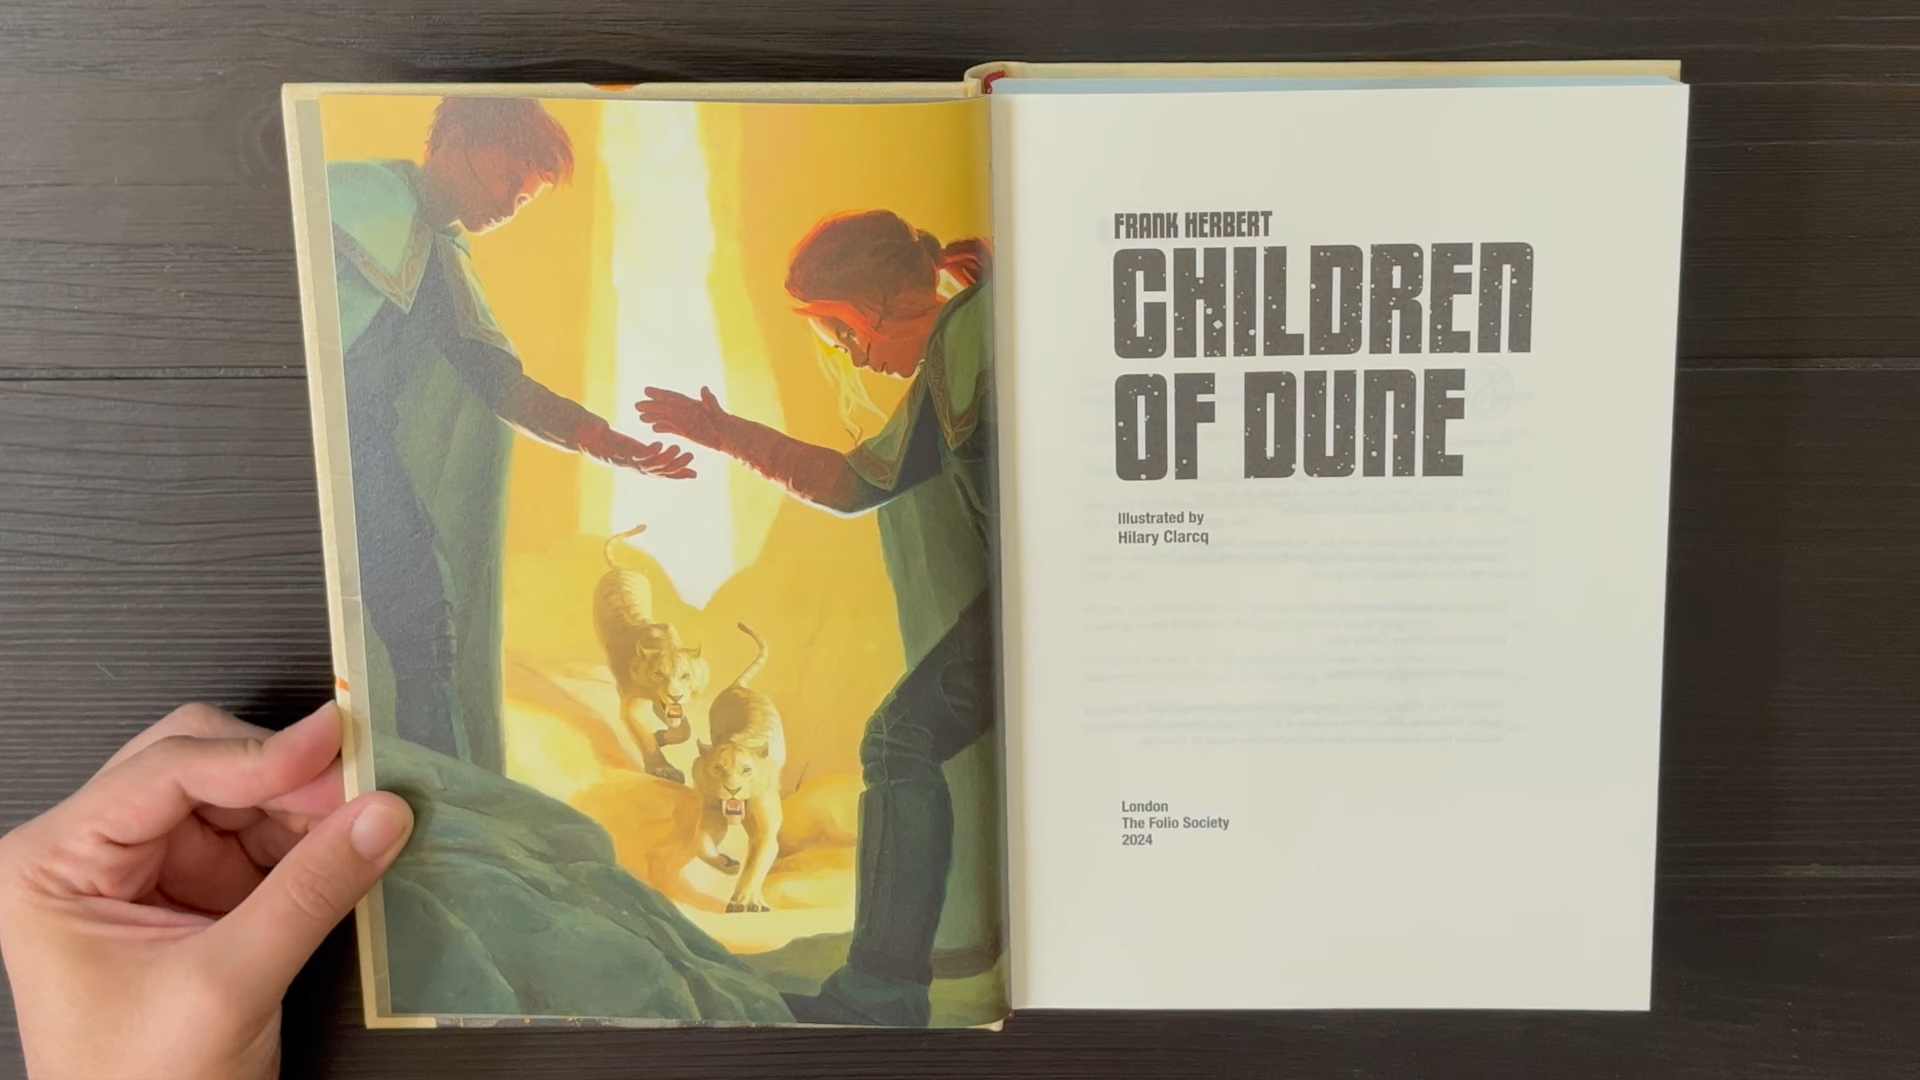 FRANK HERBERT
CHILDREN
OF DUNE
Illustrated by
Hilary Clarcq
London
The Folio Society
2024